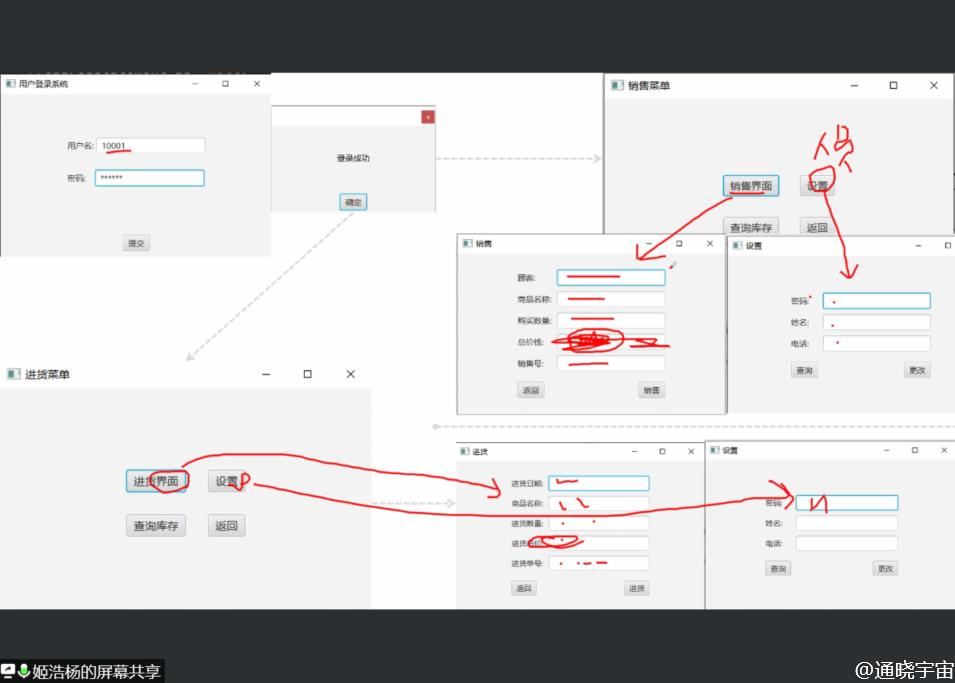 用户登录系统
用户名:
10001
密码:
******
提交
登录成功
确定
销售菜单
人员
销售界面
设置
查询库存
返回
销售
顾客:
商品名称:
购买数量:
总价钱:
销售号:
返回
销售
设置
密码:
姓名:
电话:
查询
更改
进货菜单
进货界面
设置
查询库存
返回
进货
进货日期:
商品名称:
进货数量:
进货单号:
返回
进货
设置
密码:
姓名:
电话:
查询
更改
姬浩杨的屏幕共享
@通晓宇宙